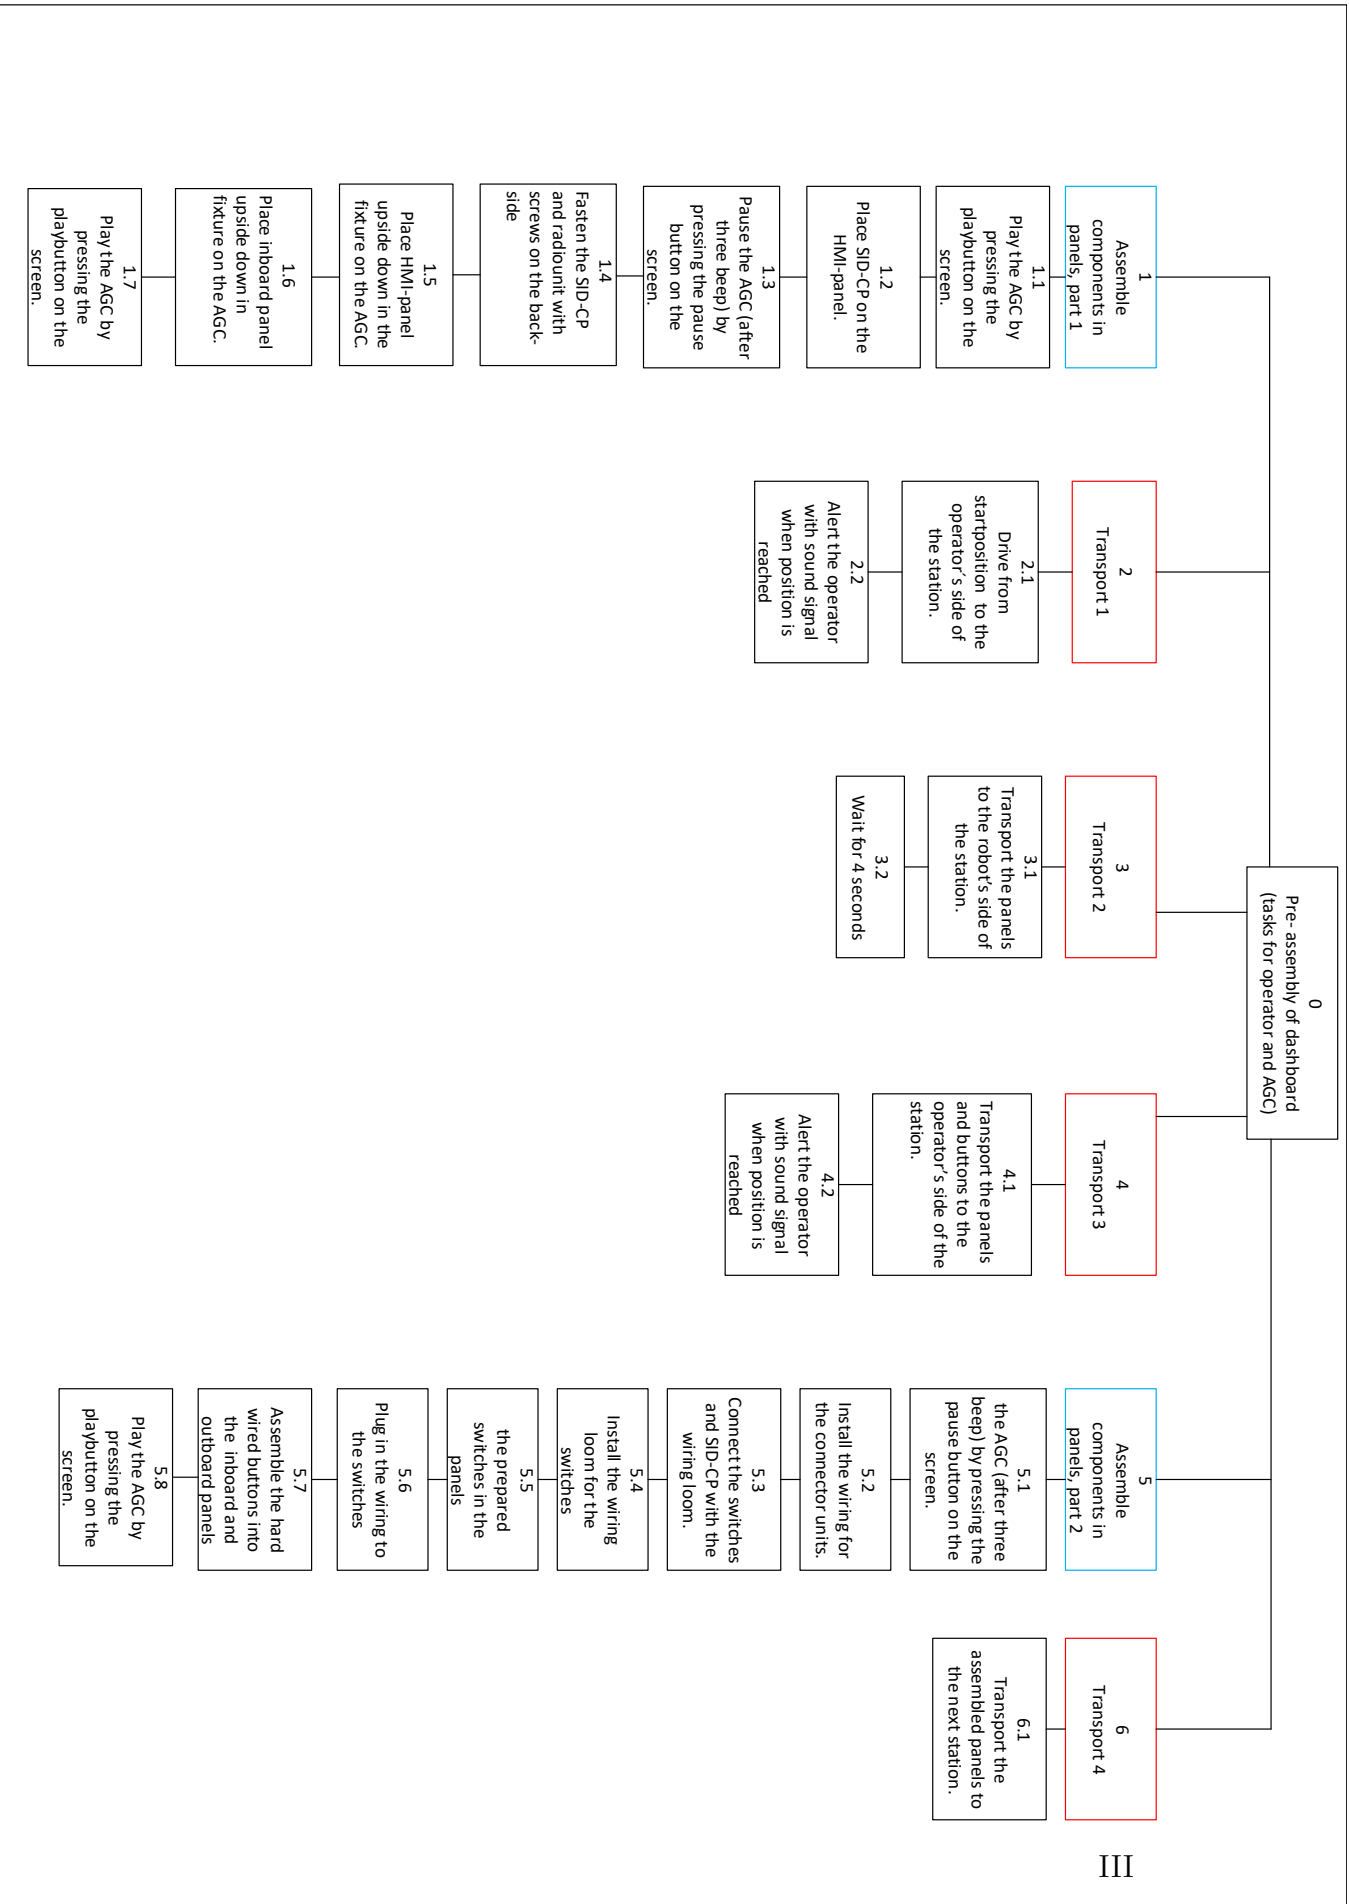 0
Pre- assembly of dashboard
(tasks for operator and AGC)
1
Assemble
components in
panels, part 1
1.1
Play the AGC by
pressing the
playbutton on the
screen.
1.2
Place SID-CP on the
HMI-panel.
1.3
Pause the AGC (after
three beep) by
pressing the pause
button on the
screen.
1.4
Fasten the SID-CP
and radiounit with
screws on the back-
side
1.5
Place HMI-panel
upside down in the
fixture on the AGC.
1.6
Place inboard panel
upside down in
fixture on the AGC.
1.7
Play the AGC by
pressing the
playbutton on the
screen.
2
Transport 1
2.1
Drive from
startposition to the
operator´s side of
the station.
2.2
Alert the operator
with sound signal
when position is
reached
3
Transport 2
3.1
Transport the panels
to the robot's side of
the station.
3.2
Wait for 4 seconds
4
Transport 3
4.1
Transport the panels
and buttons to the
operator's side of the
station.
4.2
Alert the operator
with sound signal
when position is
reached
5
Assemble
components in
panels, part 2
5.1
the AGC (after three
beep) by pressing the
pause button on the
screen.
5.2
Install the wiring for
the connector units.
5.3
Connect the switches
and SID-CP with the
wiring loom.
5.4
Install the wiring
loom for the
switches
5.5
the prepared
switches in the
panels
5.6
Plug in the wiring to
the switches
5.7
Assemble the hard
wired buttons into
the inboard and
outboard panels
5.8
Play the AGC by
pressing the
playbutton on the
screen.
6
Transport 4
6.1
Transport the
assembled panels to
the next station.
III